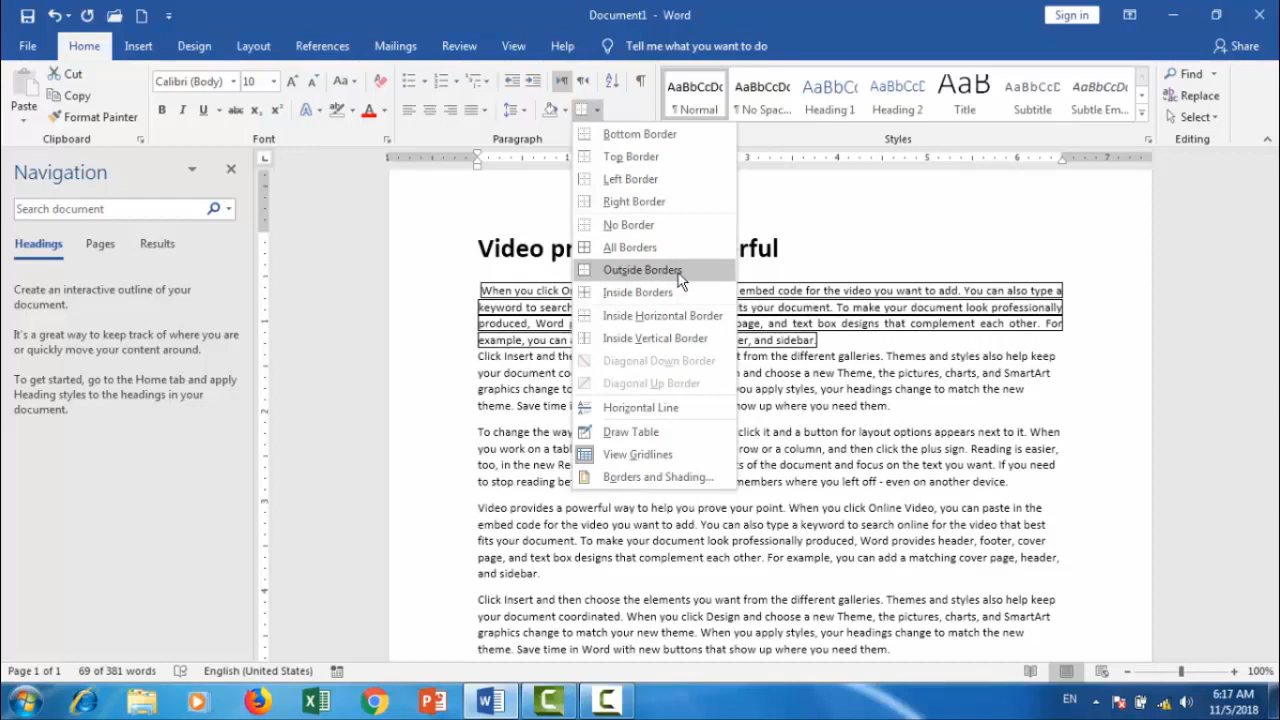 Document1 - Word
Sign in
File Home Insert Design Layout References Mailings Review View Help Tell me what you want to do Share
Paste
Cut
Copy
Format Painter
Clipboard
Calibri (Body) 10
Aa
B I U abc x₂ x²
A A
Font
Paragraph
AaBbCcDc AaBbCcDc AaBbC( AaBbCcD AaB AaBbCcD AaBbCcDc
¶ Normal ¶ No Spac... Heading 1 Heading 2 Title Subtitle Subtle Em...
Styles
Find
Replace
Select
Editing
Navigation
Search document
Headings Pages Results
Create an interactive outline of your
document.
It's a great way to keep track of where you are
or quickly move your content around.
To get started, go to the Home tab and apply
Heading styles to the headings in your
document.
Bottom Border
Top Border
Left Border
Right Border
No Border
All Borders
Outside Borders
Inside Borders
Inside Horizontal Border
Inside Vertical Border
Diagonal Down Border
Diagonal Up Border
Horizontal Line
Draw Table
View Gridlines
Borders and Shading...
1 1 3 4 5 6 7
2
3
4
Video
When you click embed code for the video you want to add. You can also type a
keyword to search your document. To make your document look professionally
produced, Word page, and text box designs that complement each other. For
example, you can and sidebar.
Click Insert and from the different galleries. Themes and styles also help keep
your document and choose a new Theme, the pictures, charts, and SmartArt
graphics change to you apply styles, your headings change to match the new
theme. Save time show up where you need them.
To change the way click it and a button for layout options appears next to it. When
you work on a row or a column, and then click the plus sign. Reading is easier,
too, in the new of the document and focus on the text you want. If you need
to stop reading where you left off - even on another device.
Video provides a powerful way to help you prove your point. When you click Online Video, you can paste in the
embed code for the video you want to add. You can also type a keyword to search online for the video that best
fits your document. To make your document look professionally produced, Word provides header, footer, cover
page, and text box designs that complement each other. For example, you can add a matching cover page, header,
and sidebar.
Click Insert and then choose the elements you want from the different galleries. Themes and styles also help keep
your document coordinated. When you click Design and choose a new Theme, the pictures, charts, and SmartArt
graphics change to match your new theme. When you apply styles, your headings change to match the new
theme. Save time in Word with new buttons that show up where you need them.
Page 1 of 1 69 of 381 words English (United States) 100%
EN
6:17 AM
11/5/2018